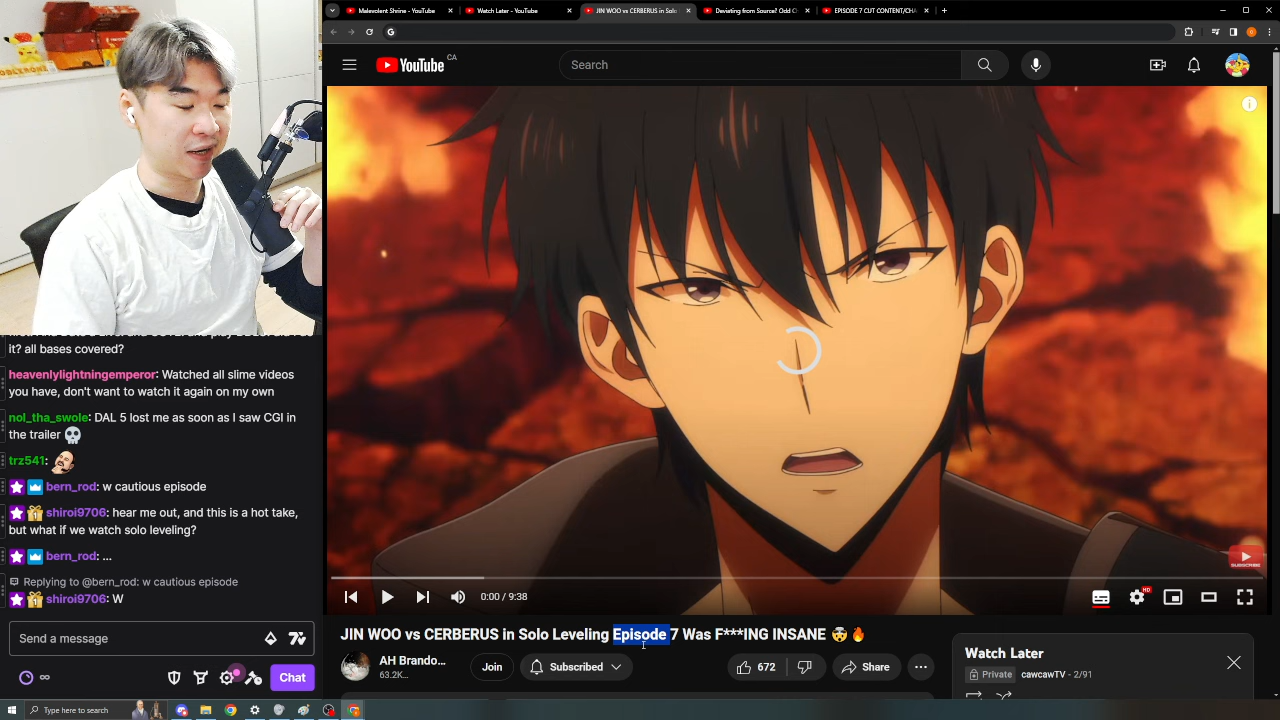 Malevolent Shrine - YouTube
Watch Later - YouTube
JIN WOO vs CERBERUS in Solo
Deviating from Source? Odd C
EPISODE 7 CUT CONTENT/CHA
YouTube CA
Search
it? all bases covered?
heavenlylightningemperor: Watched all slime videos
you have, don't want to watch it again on my own
nol_tha_swole: DAL 5 lost me as soon as I saw CGI in
the trailer 💀
trz541:
bern_rod: w cautious episode
shiroi9706: hear me out, and this is a hot take,
but what if we watch solo leveling?
bern_rod: ...
Replying to @bern_rod: w cautious episode
shiroi9706: W
Send a message
Chat
SUBSCRIBE
0:00 / 9:38
HD
JIN WOO vs CERBERUS in Solo Leveling Episode 7 Was F***ING INSANE 🤯🔥
AH Brando...
63.2K...
Join
Subscribed
672
Share
Watch Later
Private cawcawTV - 2/91
Type here to search